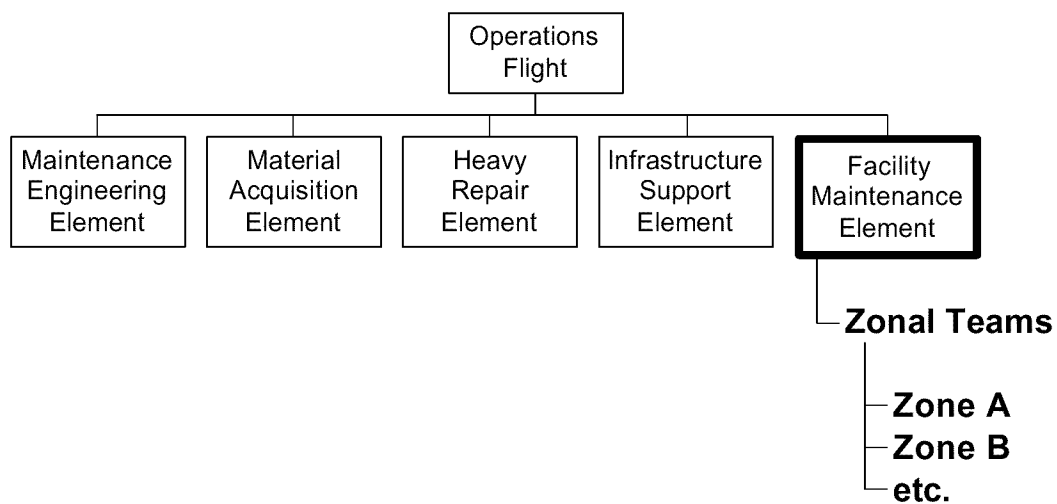 Operations
Flight
Maintenance
Engineering
Element
Material
Acquisition
Element
Heavy
Repair
Element
Infrastructure
Support
Element
Facility
Maintenance
Element
Zonal Teams
Zone A
Zone B
etc.